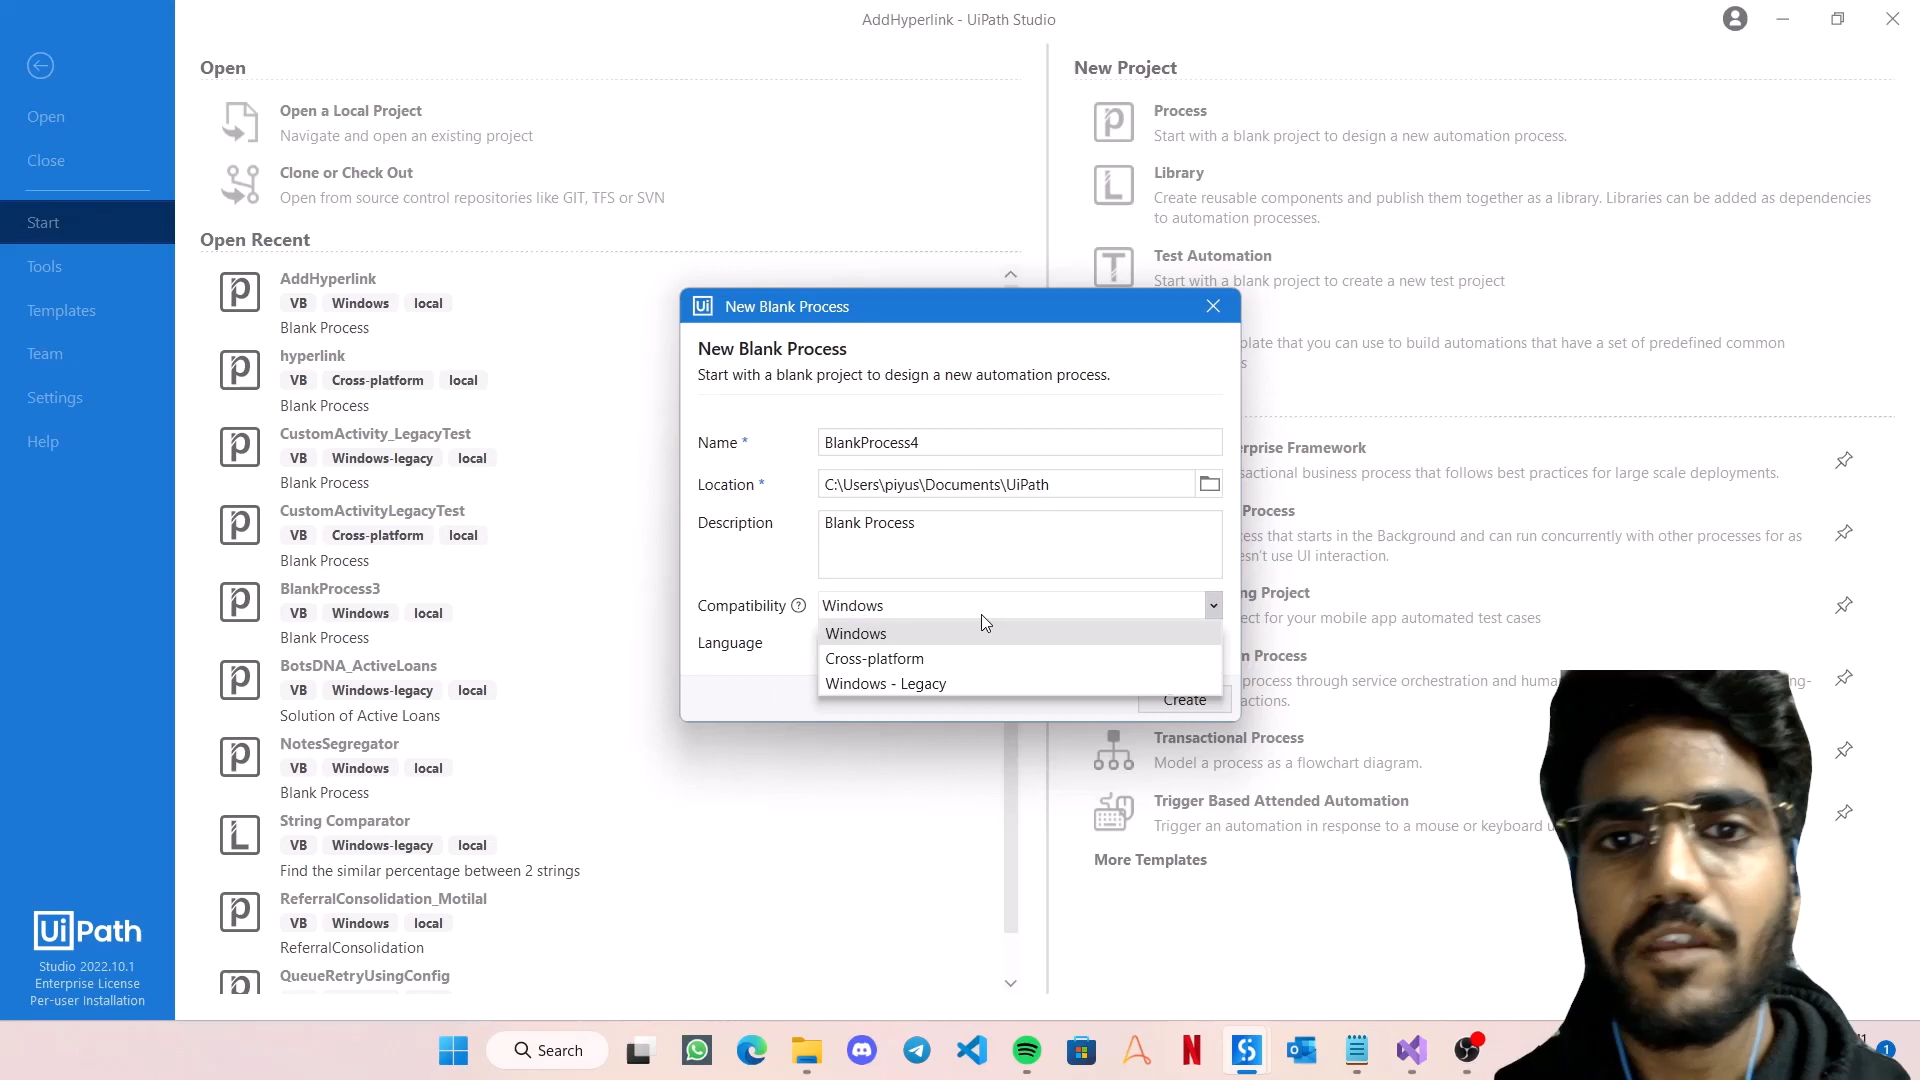 AddHyperlink - UiPath Studio
Open
Close
Start
Tools
Templates
Team
Settings
Help
UiPath
Studio 2022.10.1
Enterprise License
Per-user Installation
Open
Open a Local Project
Navigate and open an existing project
Clone or Check Out
Open from source control repositories like GIT, TFS or SVN
Open Recent
AddHyperlink
VB Windows local
Blank Process
hyperlink
VB Cross-platform local
Blank Process
CustomActivity_LegacyTest
VB Windows-legacy local
Blank Process
CustomActivityLegacyTest
VB Cross-platform local
Blank Process
BlankProcess3
VB Windows local
Blank Process
BotsDNA_ActiveLoans
VB Windows-legacy local
Solution of Active Loans
NotesSegregator
VB Windows local
Blank Process
String Comparator
VB Windows-legacy local
Find the similar percentage between 2 strings
ReferralConsolidation_Motilal
VB Windows local
ReferralConsolidation
QueueRetryUsingConfig
New Project
Process
Start with a blank project to design a new automation process.
Library
Create reusable components and publish them together as a library. Libraries can be added as dependencies
to automation processes.
Test Automation
Start with a blank project to create a new test project
plate that you can use to build automations that have a set of predefined common
s
erprise Framework
sactional business process that follows best practices for large scale deployments.
Process
ess that starts in the Background and can run concurrently with other processes for as
esn't use UI interaction.
ng Project
ect for your mobile app automated test cases
n Process
process through service orchestration and huma
ng-
actions.
Transactional Process
Model a process as a flowchart diagram.
Trigger Based Attended Automation
Trigger an automation in response to a mouse or keyboard u
More Templates
Ui New Blank Process
New Blank Process
Start with a blank project to design a new automation process.
Name * BlankProcess4
Location * C:\Users\piyus\Documents\UiPath
Description Blank Process
Compatibility ? Windows
Language
Windows
Cross-platform
Windows - Legacy
Create
Search
1